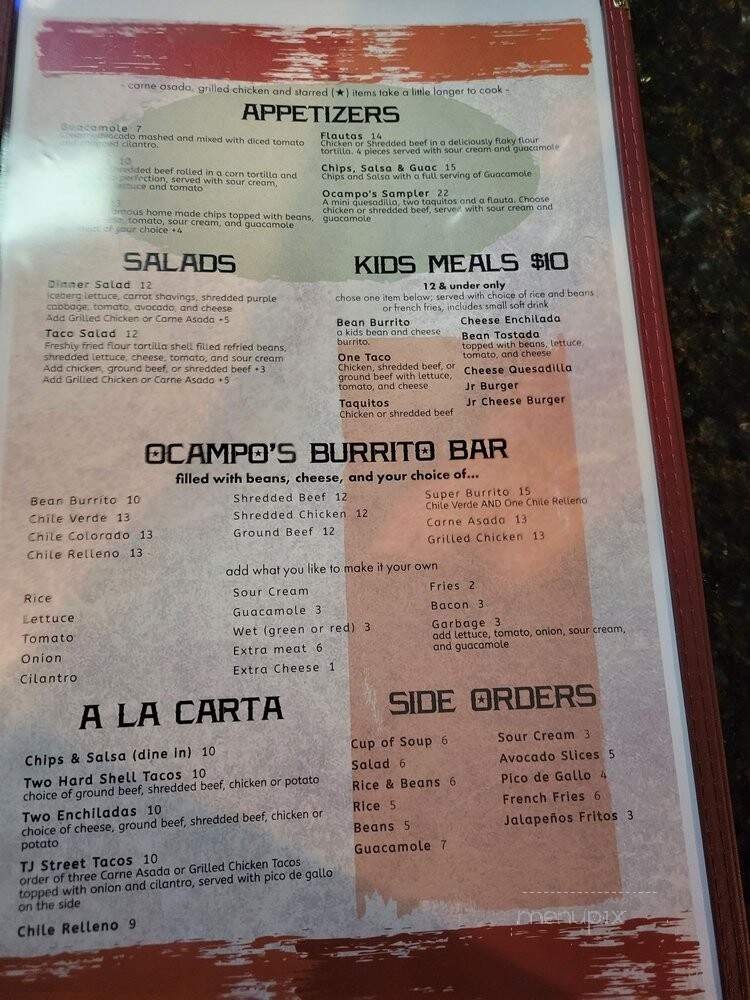 - carne asada, grilled chicken and starred (★) items take a little longer to cook -
APPETIZERS
Guacamole 7
avocado mashed and mixed with diced tomato
cilantro.
10
shredded beef rolled in a corn tortilla and
perfection, served with sour cream,
lettuce and tomato
3
famous home made chips topped with beans,
tomato, sour cream, and guacamole
of your choice +4
Flautas 14
Chicken or Shredded beef in a deliciously flaky flour
tortilla. 4 pieces served with sour cream and guacamole
Chips, Salsa & Guac 15
Chips and Salsa with a full serving of Guacamole
Ocampo's Sampler 22
A mini quesadilla, two taquitos and a flauta. Choose
chicken or shredded beef, served with sour cream and
guacamole
SALADS
Dinner Salad 12
Iceberg lettuce, carrot shavings, shredded purple
cabbage, tomato, avocado, and cheese
Add Grilled Chicken or Carne Asada +5
Taco Salad 12
Freshly fried flour tortilla shell filled refried beans,
shredded lettuce, cheese, tomato, and sour cream
Add chicken, ground beef, or shredded beef +3
Add Grilled Chicken or Carne Asada +5
KIDS MEALS $10
12 & under only
chose one item below; served with choice of rice and beans
or french fries, includes small soft drink
Bean Burrito
a kids bean and cheese
burrito.
One Taco
Chicken, shredded beef, or
ground beef with lettuce,
tomato, and cheese
Taquitos
Chicken or shredded beef
Cheese Enchilada
Bean Tostada
topped with beans, lettuce,
tomato, and cheese
Cheese Quesadilla
Jr Burger
Jr Cheese Burger
OCAMPO'S BURRITO BAR
filled with beans, cheese, and your choice of...
Bean Burrito 10
Chile Verde 13
Chile Colorado 13
Chile Relleno 13
Shredded Beef 12
Shredded Chicken 12
Ground Beef 12
Super Burrito 15
Chile Verde AND One Chile Relleno
Carne Asada 13
Grilled Chicken 13
add what you like to make it your own
Rice
Lettuce
Tomato
Onion
Cilantro
Sour Cream
Guacamole 3
Wet (green or red) 3
Extra meat 6
Extra Cheese 1
Fries 2
Bacon 3
Garbage 3
add lettuce, tomato, onion, sour cream,
and guacamole
A LA CARTA
Chips & Salsa (dine in) 10
Two Hard Shell Tacos 10
choice of ground beef, shredded beef, chicken or potato
Two Enchiladas 10
choice of cheese, ground beef, shredded beef, chicken or
potato
TJ Street Tacos 10
order of three Carne Asada or Grilled Chicken Tacos
topped with onion and cilantro, served with pico de gallo
on the side
Chile Relleno 9
SIDE ORDERS
Cup of Soup 6
Salad 6
Rice & Beans 6
Rice 5
Beans 5
Guacamole 7
Sour Cream 3
Avocado Slices 5
Pico de Gallo 4
French Fries 6
Jalapeños Fritos 3
menupix